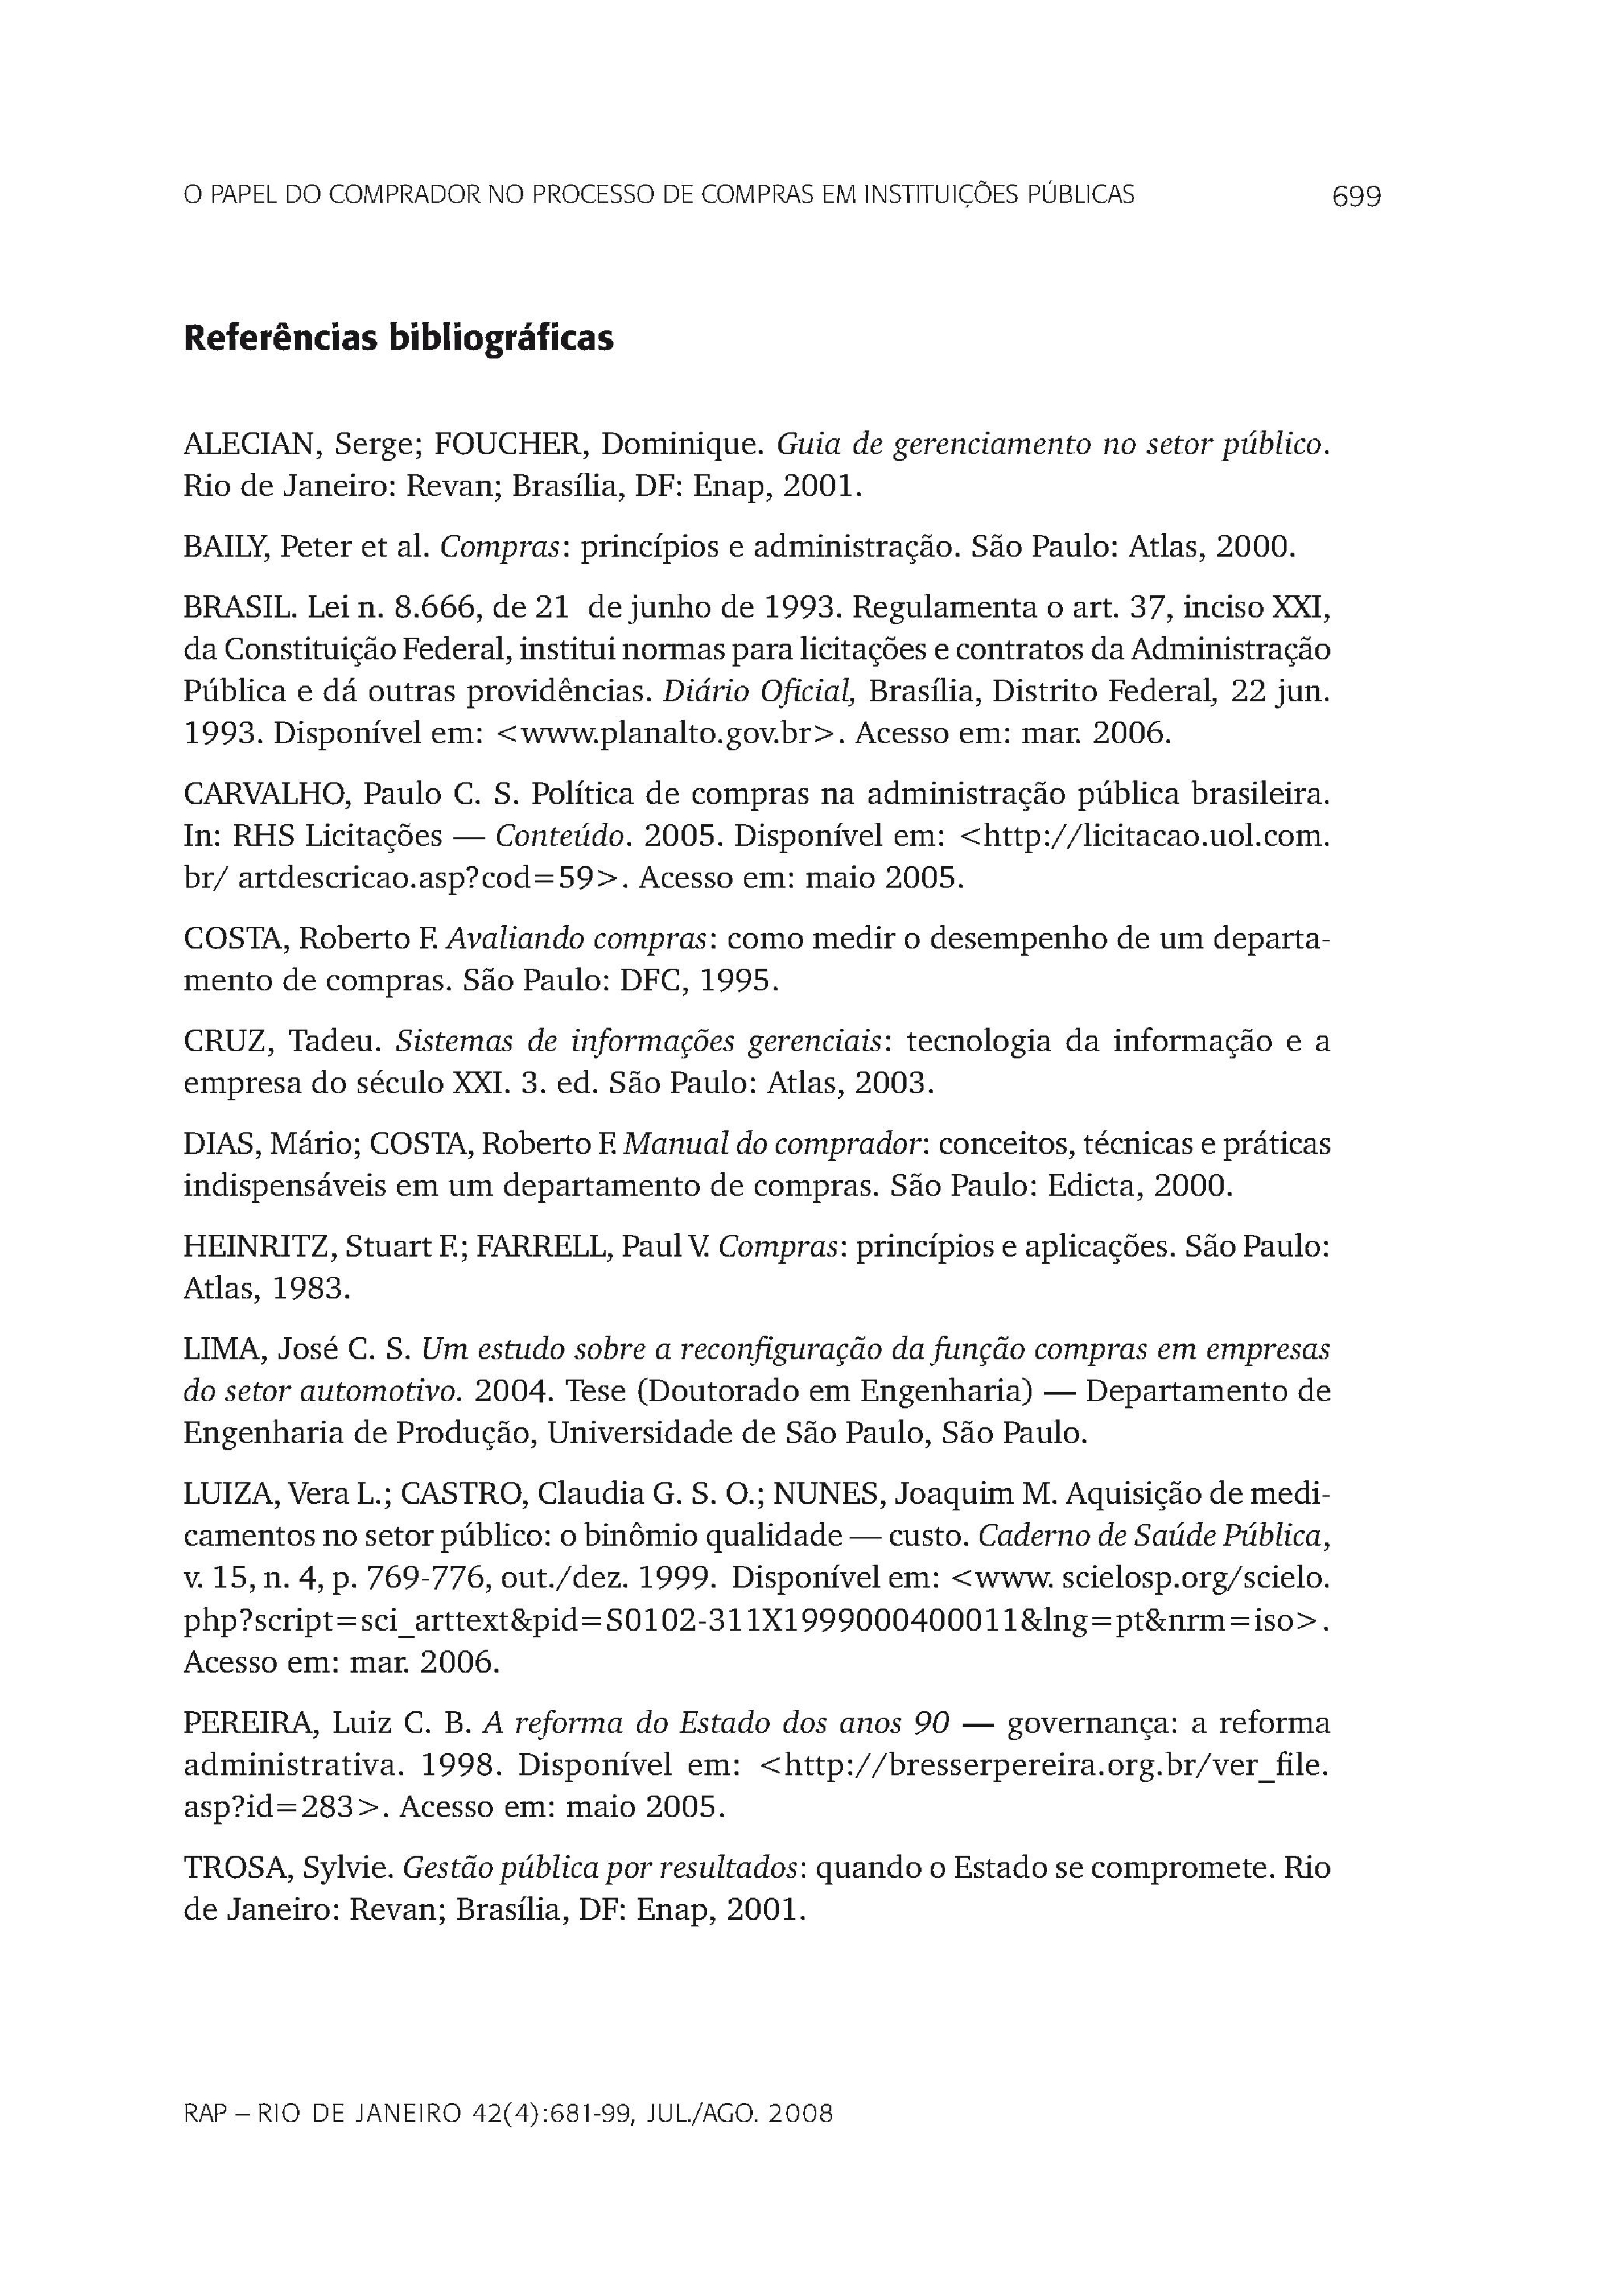 O PAPEL DO COMPRADOR NO PROCESSO DE COMPRAS EM INSTITUIÇÕES PÚBLICAS 699
Referências bibliográficas
ALECIAN, Serge; FOUCHER, Dominique. Guia de gerenciamento no setor público.
Rio de Janeiro: Revan; Brasília, DF: Enap, 2001.
BAILY, Peter et al. Compras: princípios e administração. São Paulo: Atlas, 2000.
BRASIL. Lei n. 8.666, de 21 de junho de 1993. Regulamenta o art. 37, inciso XXI,
da Constituição Federal, institui normas para licitações e contratos da Administração
Pública e dá outras providências. Diário Oficial, Brasília, Distrito Federal, 22 jun.
1993. Disponível em: <www.planalto.gov.br>. Acesso em: mar. 2006.
CARVALHO, Paulo C. S. Política de compras na administração pública brasileira.
In: RHS Licitações — Conteúdo. 2005. Disponível em: <http://licitacao.uol.com.
br/ artdescricao.asp?cod=59>. Acesso em: maio 2005.
COSTA, Roberto F. Avaliando compras: como medir o desempenho de um departa-
mento de compras. São Paulo: DFC, 1995.
CRUZ, Tadeu. Sistemas de informações gerenciais: tecnologia da informação e a
empresa do século XXI. 3. ed. São Paulo: Atlas, 2003.
DIAS, Mário; COSTA, Roberto F. Manual do comprador: conceitos, técnicas e práticas
indispensáveis em um departamento de compras. São Paulo: Edicta, 2000.
HEINRITZ, Stuart F.; FARRELL, Paul V. Compras: princípios e aplicações. São Paulo:
Atlas, 1983.
LIMA, José C. S. Um estudo sobre a reconfiguração da função compras em empresas
do setor automotivo. 2004. Tese (Doutorado em Engenharia) — Departamento de
Engenharia de Produção, Universidade de São Paulo, São Paulo.
LUIZA, Vera L.; CASTRO, Claudia G. S. O.; NUNES, Joaquim M. Aquisição de medi-
camentos no setor público: o binômio qualidade — custo. Caderno de Saúde Pública,
v. 15, n. 4, p. 769-776, out./dez. 1999. Disponível em: <www. scielosp.org/scielo.
php?script=sci_arttext&pid=S0102-311X1999000400011&lng=pt&nrm=iso>.
Acesso em: mar. 2006.
PEREIRA, Luiz C. B. A reforma do Estado dos anos 90 — governança: a reforma
administrativa. 1998. Disponível em: <http://bresserpereira.org.br/ver_file.
asp?id=283>. Acesso em: maio 2005.
TROSA, Sylvie. Gestão pública por resultados: quando o Estado se compromete. Rio
de Janeiro: Revan; Brasília, DF: Enap, 2001.
RAP – RIO DE JANEIRO 42(4):681-99, JUL./AGO. 2008